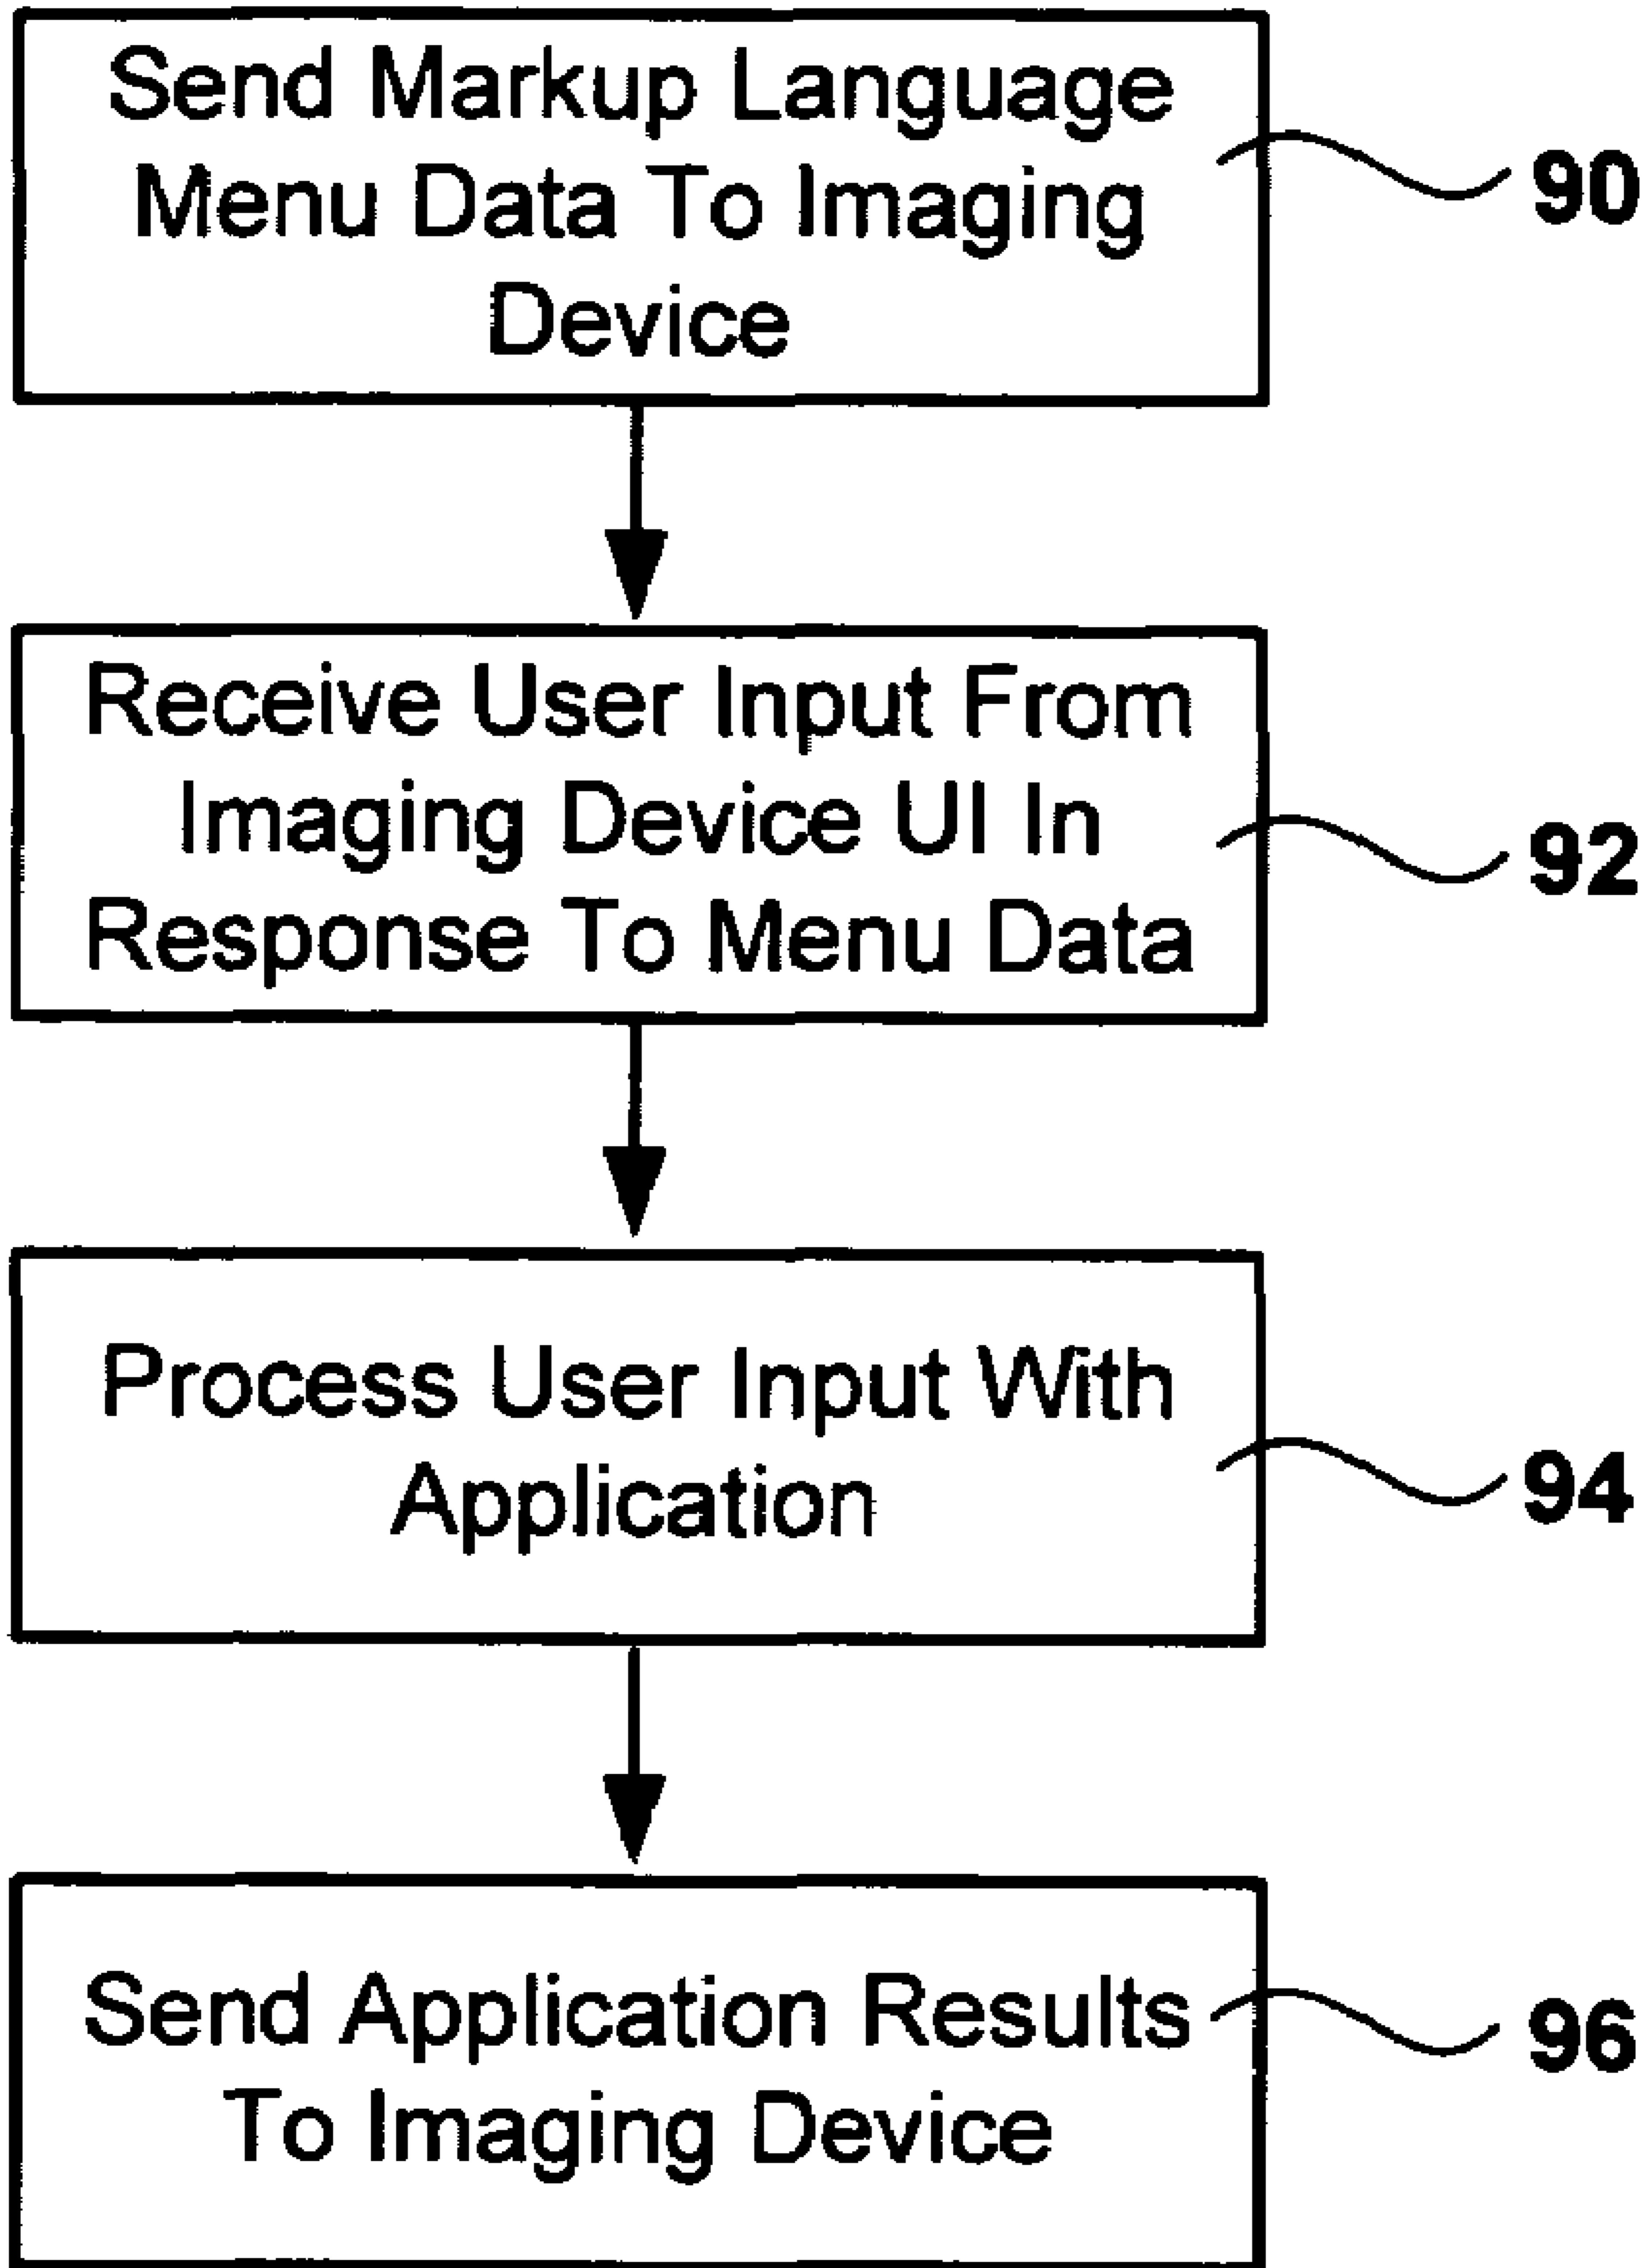 Send Markup Language
Menu Data To Imaging
Device
90
Receive User Input From
Imaging Device UI In
Response To Menu Data
92
Process User Input With
Application
94
Send Application Results
To Imaging Device
96